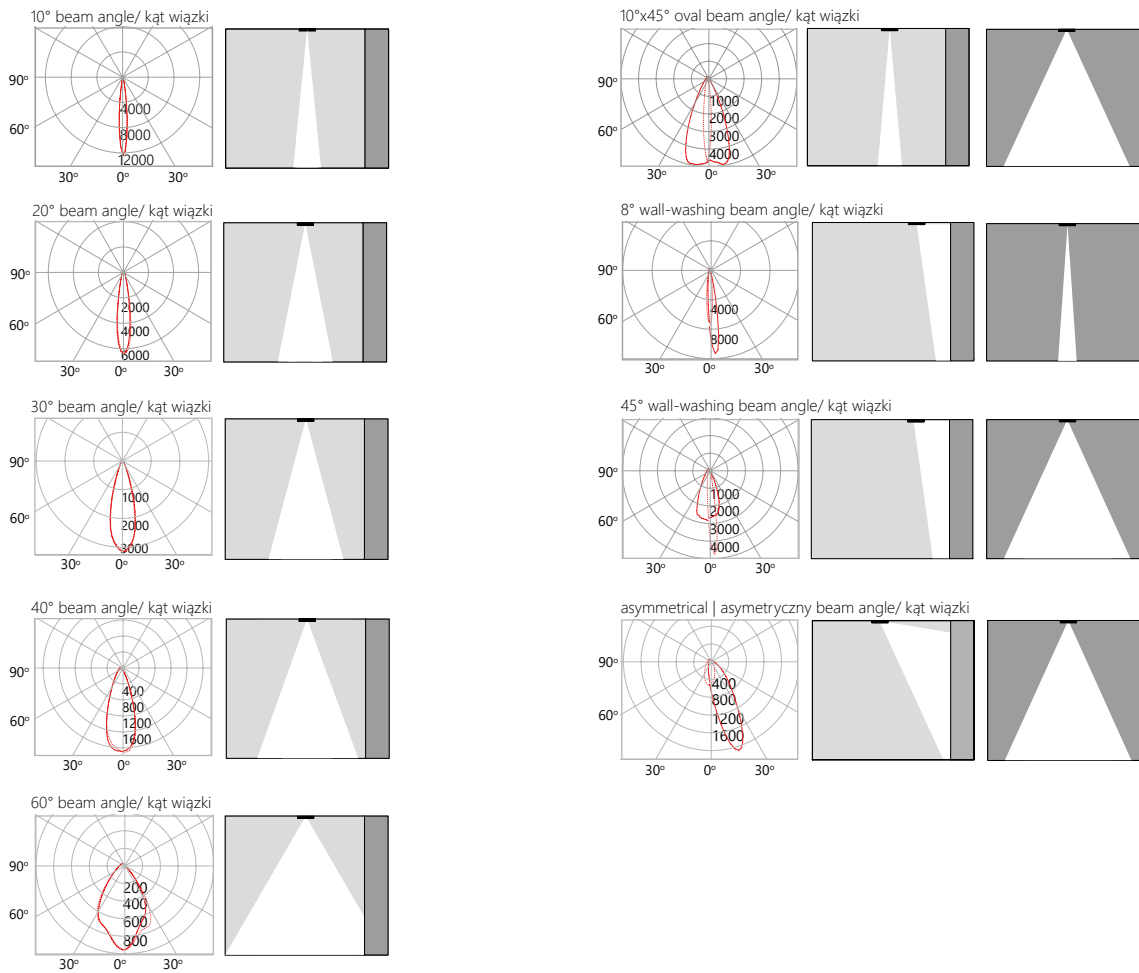 10° beam angle/ kąt wiązki
90°
60°
4000
8000
12000
30° 0° 30°
20° beam angle/ kąt wiązki
90°
60°
2000
4000
6000
30° 0° 30°
30° beam angle/ kąt wiązki
90°
60°
1000
2000
3000
30° 0° 30°
40° beam angle/ kąt wiązki
90°
60°
400
800
1200
1600
30° 0° 30°
60° beam angle/ kąt wiązki
90°
60°
200
400
600
800
30° 0° 30°
10°x45° oval beam angle/ kąt wiązki
90°
60°
1000
2000
3000
4000
30° 0° 30°
8° wall-washing beam angle/ kąt wiązki
90°
60°
4000
8000
30° 0° 30°
45° wall-washing beam angle/ kąt wiązki
90°
60°
1000
2000
3000
4000
30° 0° 30°
asymmetrical | asymetryczny beam angle/ kąt wiązki
90°
60°
400
800
1200
1600
30° 0° 30°